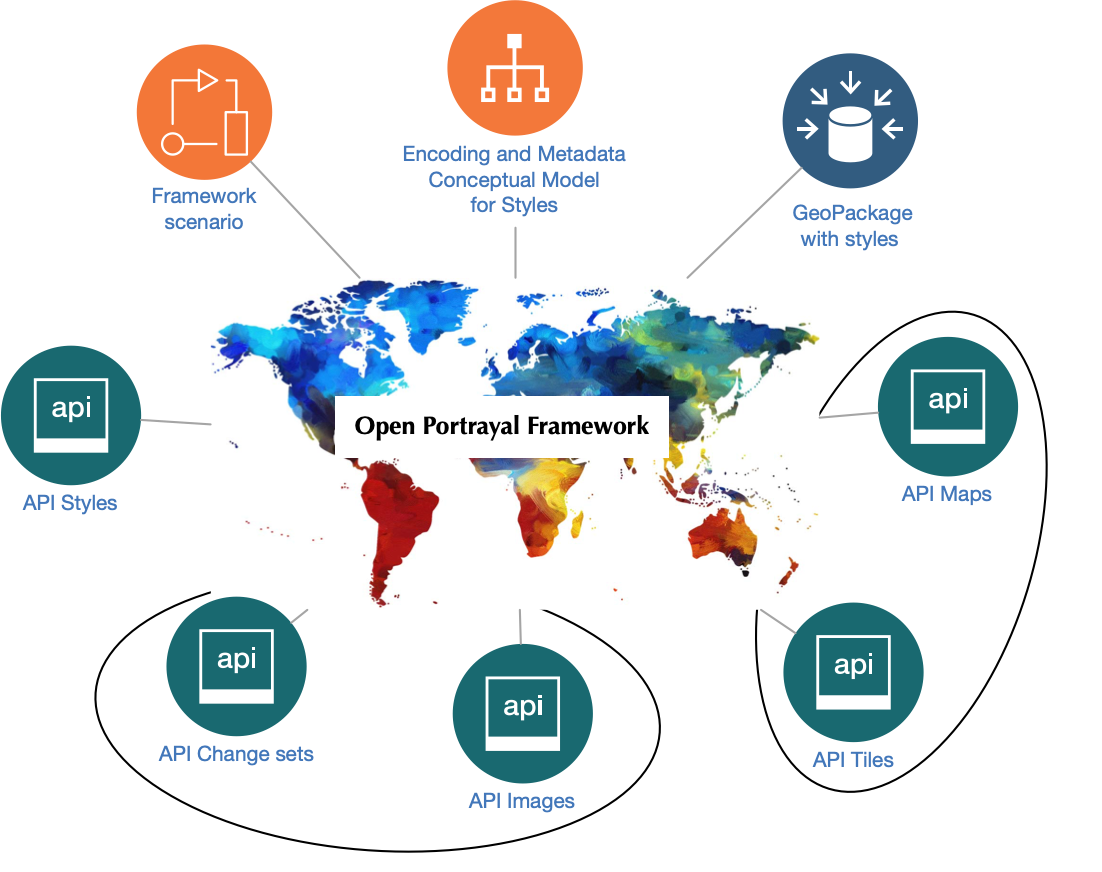 Encoding and Metadata
Conceptual Model
for Styles
Framework
scenario
GeoPackage
with styles
api
API Styles
Open Portrayal Framework
api
API Maps
api
API Change sets
api
API Images
api
API Tiles